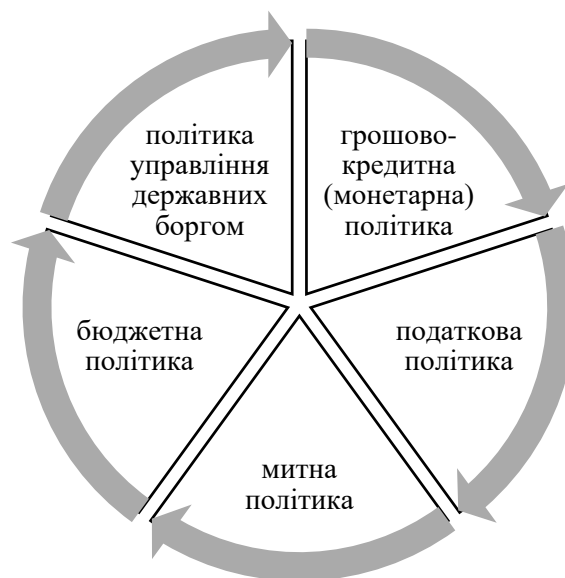 політика
управління
державних
боргом
грошово-
кредитна
(монетарна)
політика
податкова
політика
митна
політика
бюджетна
політика